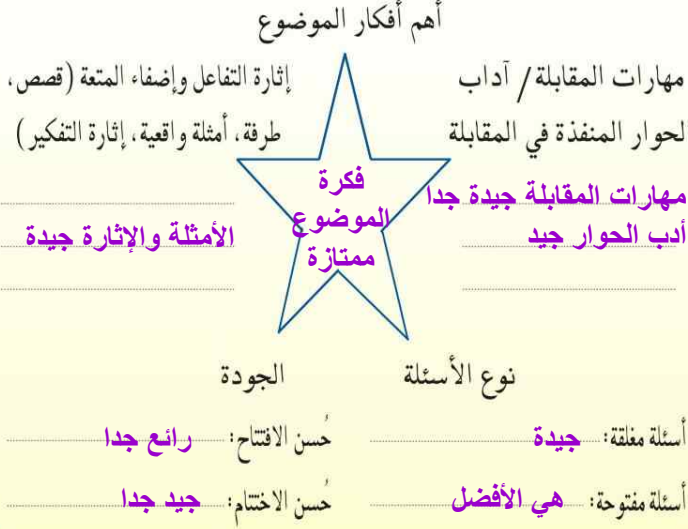 أهم أفكار الموضوع
مهارات المقابلة / آداب
لحوار المنفذة في المقابلة
إثارة التفاعل وإضفاء المتعة (قصص،
طرفة، أمثلة واقعية، إثارة التفكير)
مهارات المقابلة جيدة جدا
أدب الحوار جيد
فكرة
الموضوع
ممتازة
الأمثلة والإثارة جيدة
نوع الأسئلة
أسئلة مغلقة: جيدة
أسئلة مفتوحة: هي الأفضل
الجودة
حُسن الافتتاح: رائع جدا
حُسن الاختتام: جيد جدا